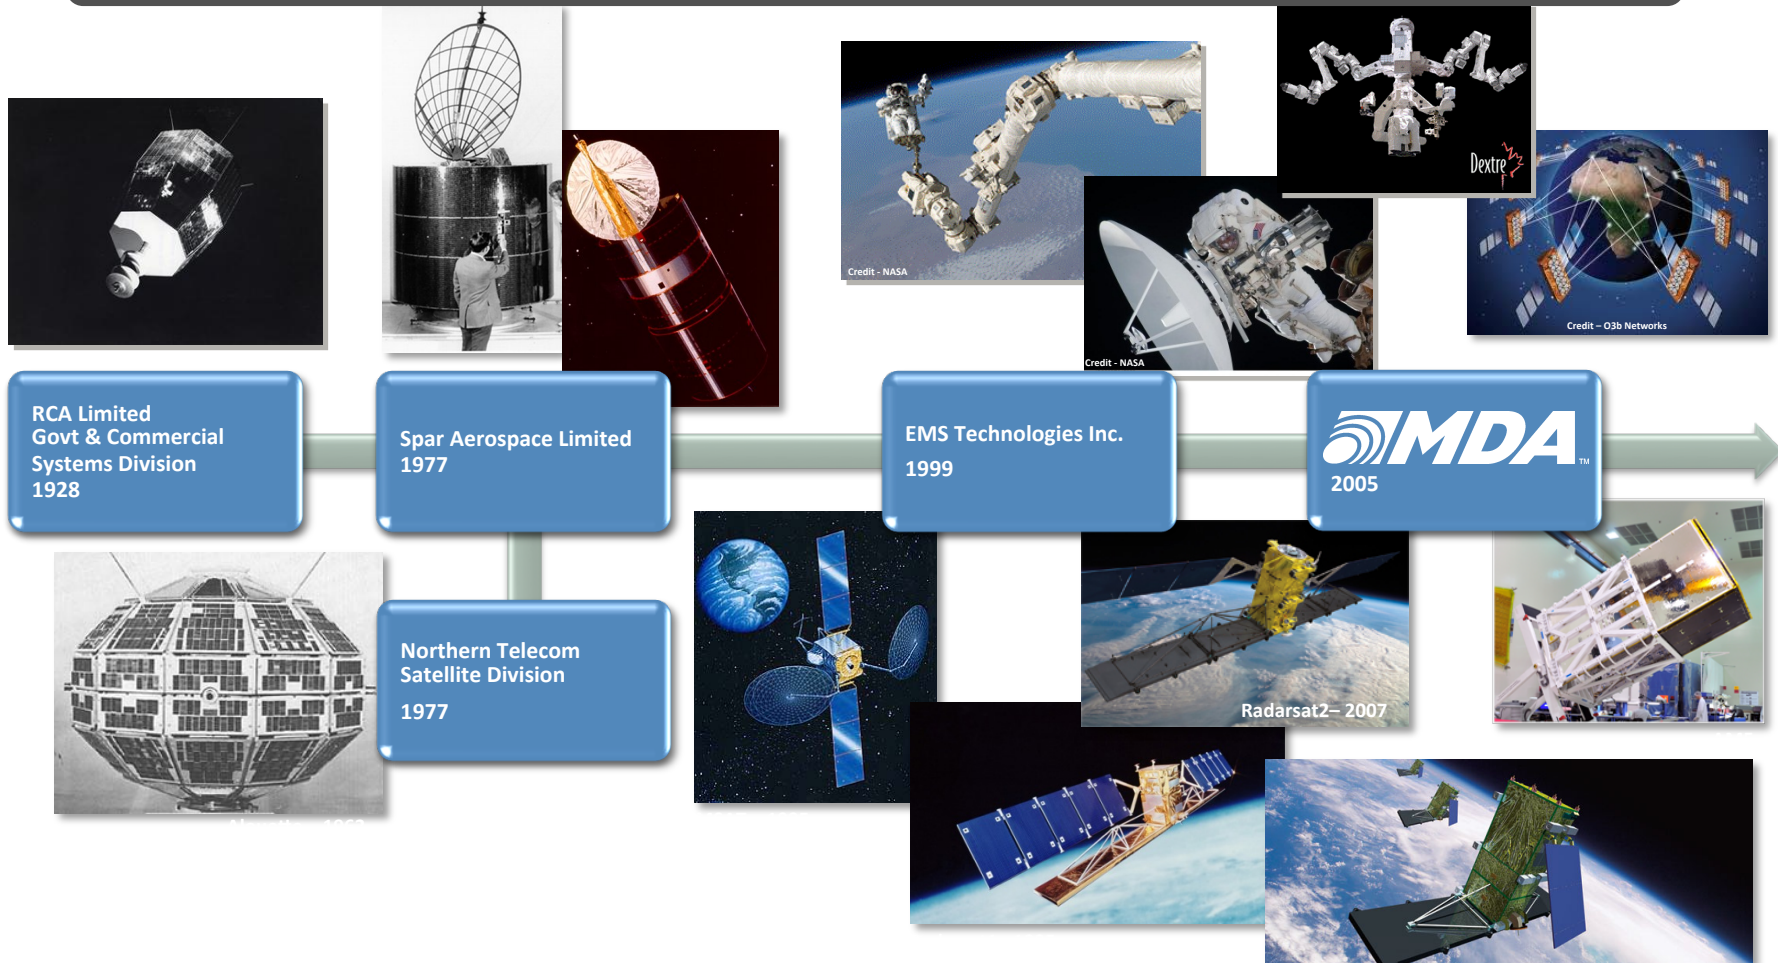 Dextre
Credit - NASA
Credit – O3b Networks
Credit - NASA
RCA Limited
Govt & Commercial
Systems Division
1928
Spar Aerospace Limited
1977
EMS Technologies Inc.
1999
MDA™
2005
Northern Telecom
Satellite Division
1977
Radarsat2– 2007